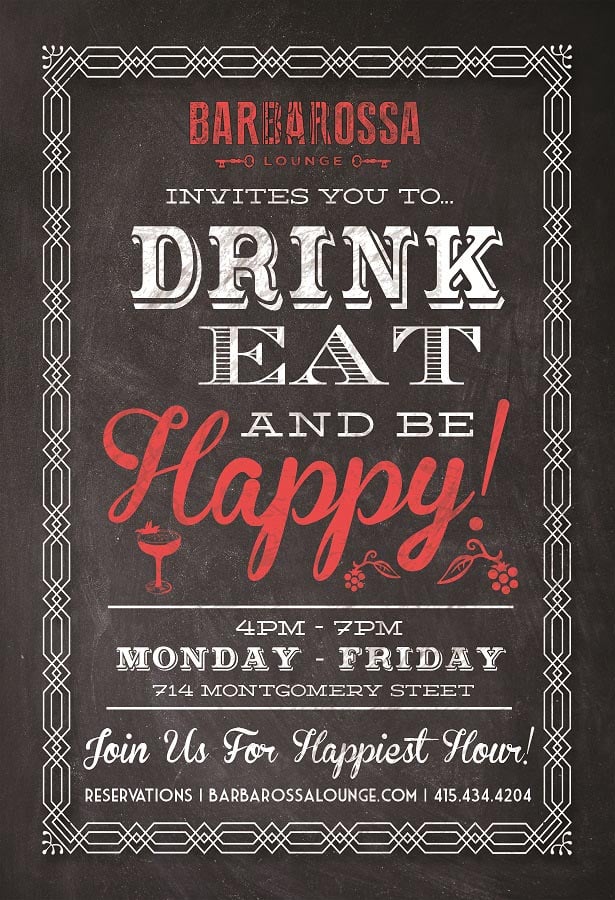 BARBAROSSA
LOUNGE
INVITES YOU TO...
DRINK
EAT
AND BE
Happy!
4PM - 7PM
MONDAY - FRIDAY
714 MONTGOMERY STEET
Join Us For Happiest Hour!
RESERVATIONS | BARBAROSSALOUNGE.COM | 415.434.4204